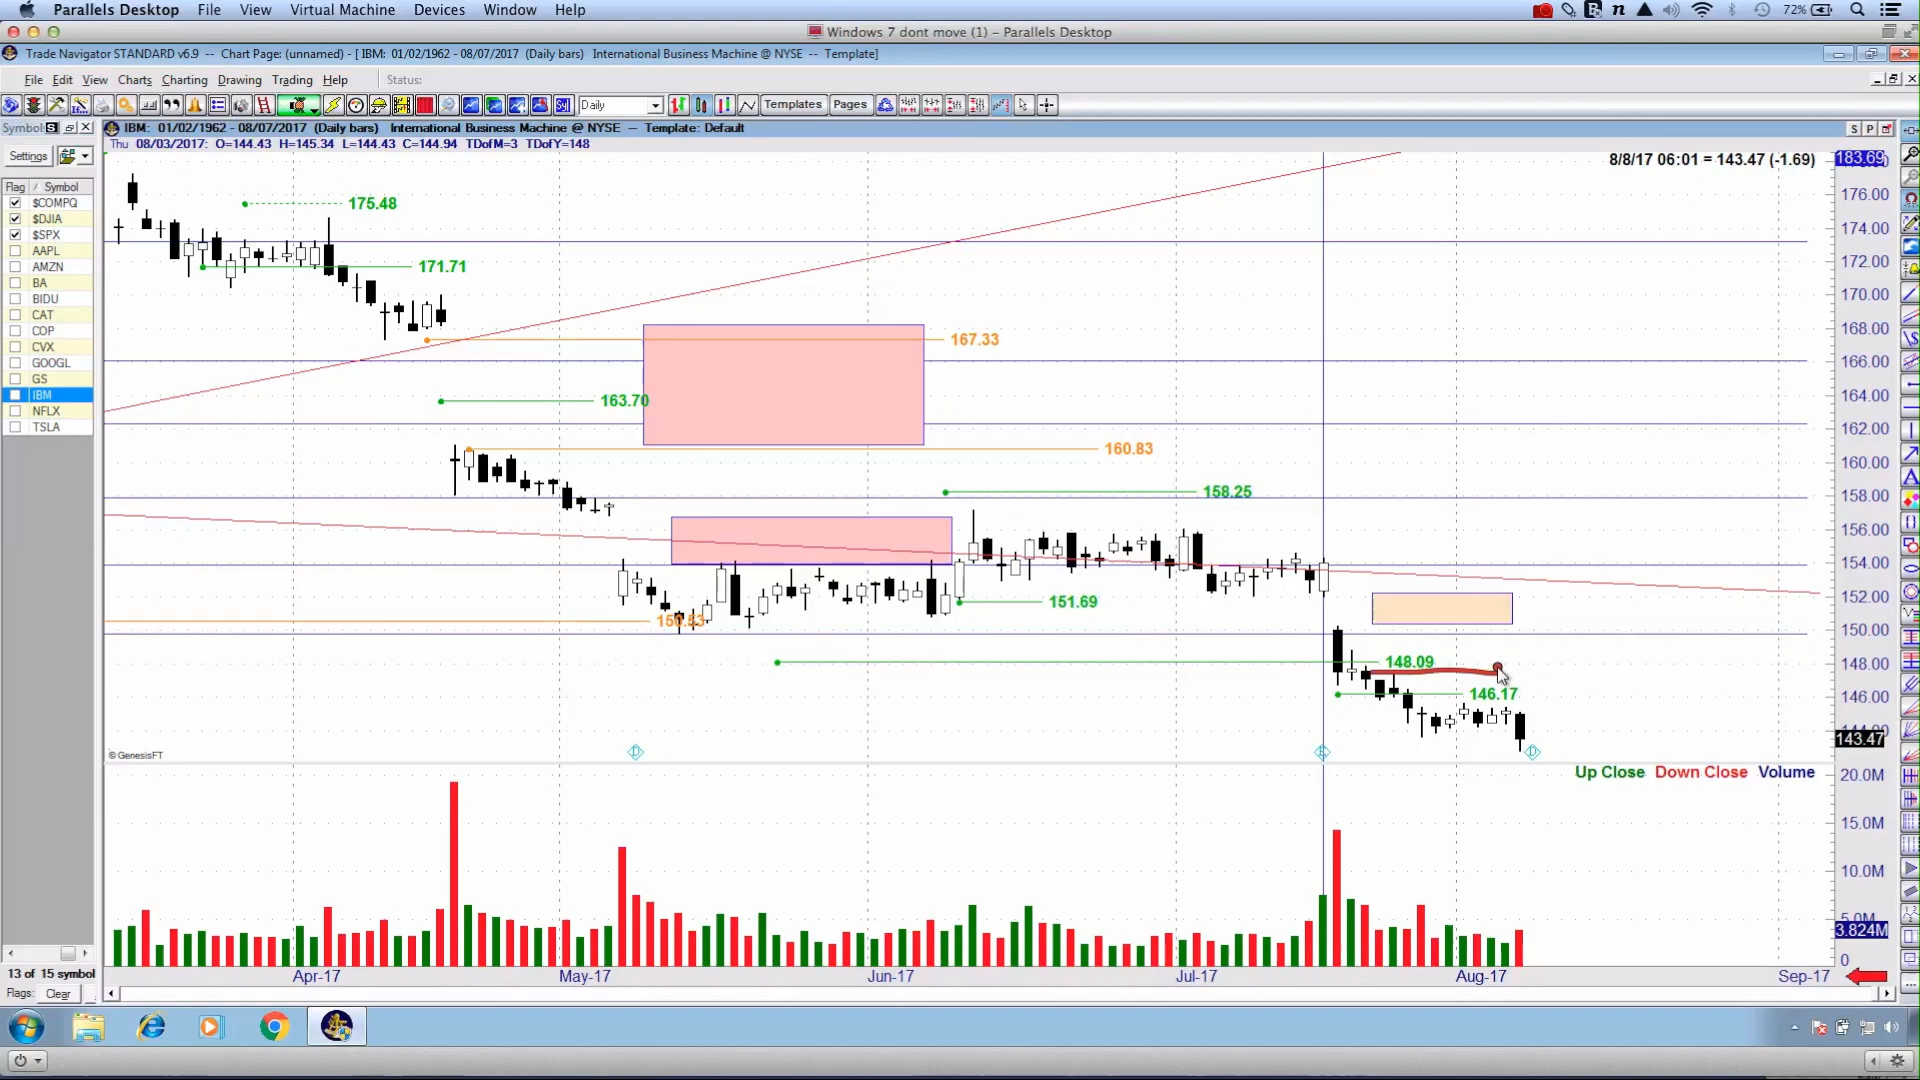 Parallels Desktop File View Virtual Machine Devices Window Help 72%
Windows 7 dont move (1) - Parallels Desktop
Trade Navigator STANDARD v6.9 -- Chart Page: (unnamed) - [ IBM: 01/02/1962 - 08/07/2017 (Daily bars) International Business Machine @ NYSE -- Template]
File Edit View Charts Charting Drawing Trading Help Status:
Daily Templates Pages
Symbol S IBM: 01/02/1962 - 08/07/2017 (Daily bars) International Business Machine @ NYSE — Template: Default S P
Thu 08/03/2017: O=144.43 H=145.34 L=144.43 C=144.94 TDofM=3 TDofY=148
Settings
8/8/17 06:01 = 143.47 (-1.69)
183.69
Flag Symbol
$COMPQ
$DJIA
$SPX
AAPL
AMZN
BA
BIDU
CAT
COP
CVX
GOOGL
GS
IBM
NFLX
TSLA
175.48
171.71
167.33
163.70
160.83
158.25
151.69
150.53
148.09
146.17
176.00
174.00
172.00
170.00
168.00
166.00
164.00
162.00
160.00
158.00
156.00
154.00
152.00
150.00
148.00
146.00
144.00
143.47
© GenesisFT
D E D
Up Close Down Close Volume
20.0M
15.0M
10.0M
5.0M
3.824M
0
Apr-17 May-17 Jun-17 Jul-17 Aug-17 Sep-17
13 of 15 symbol
Flags: Clear